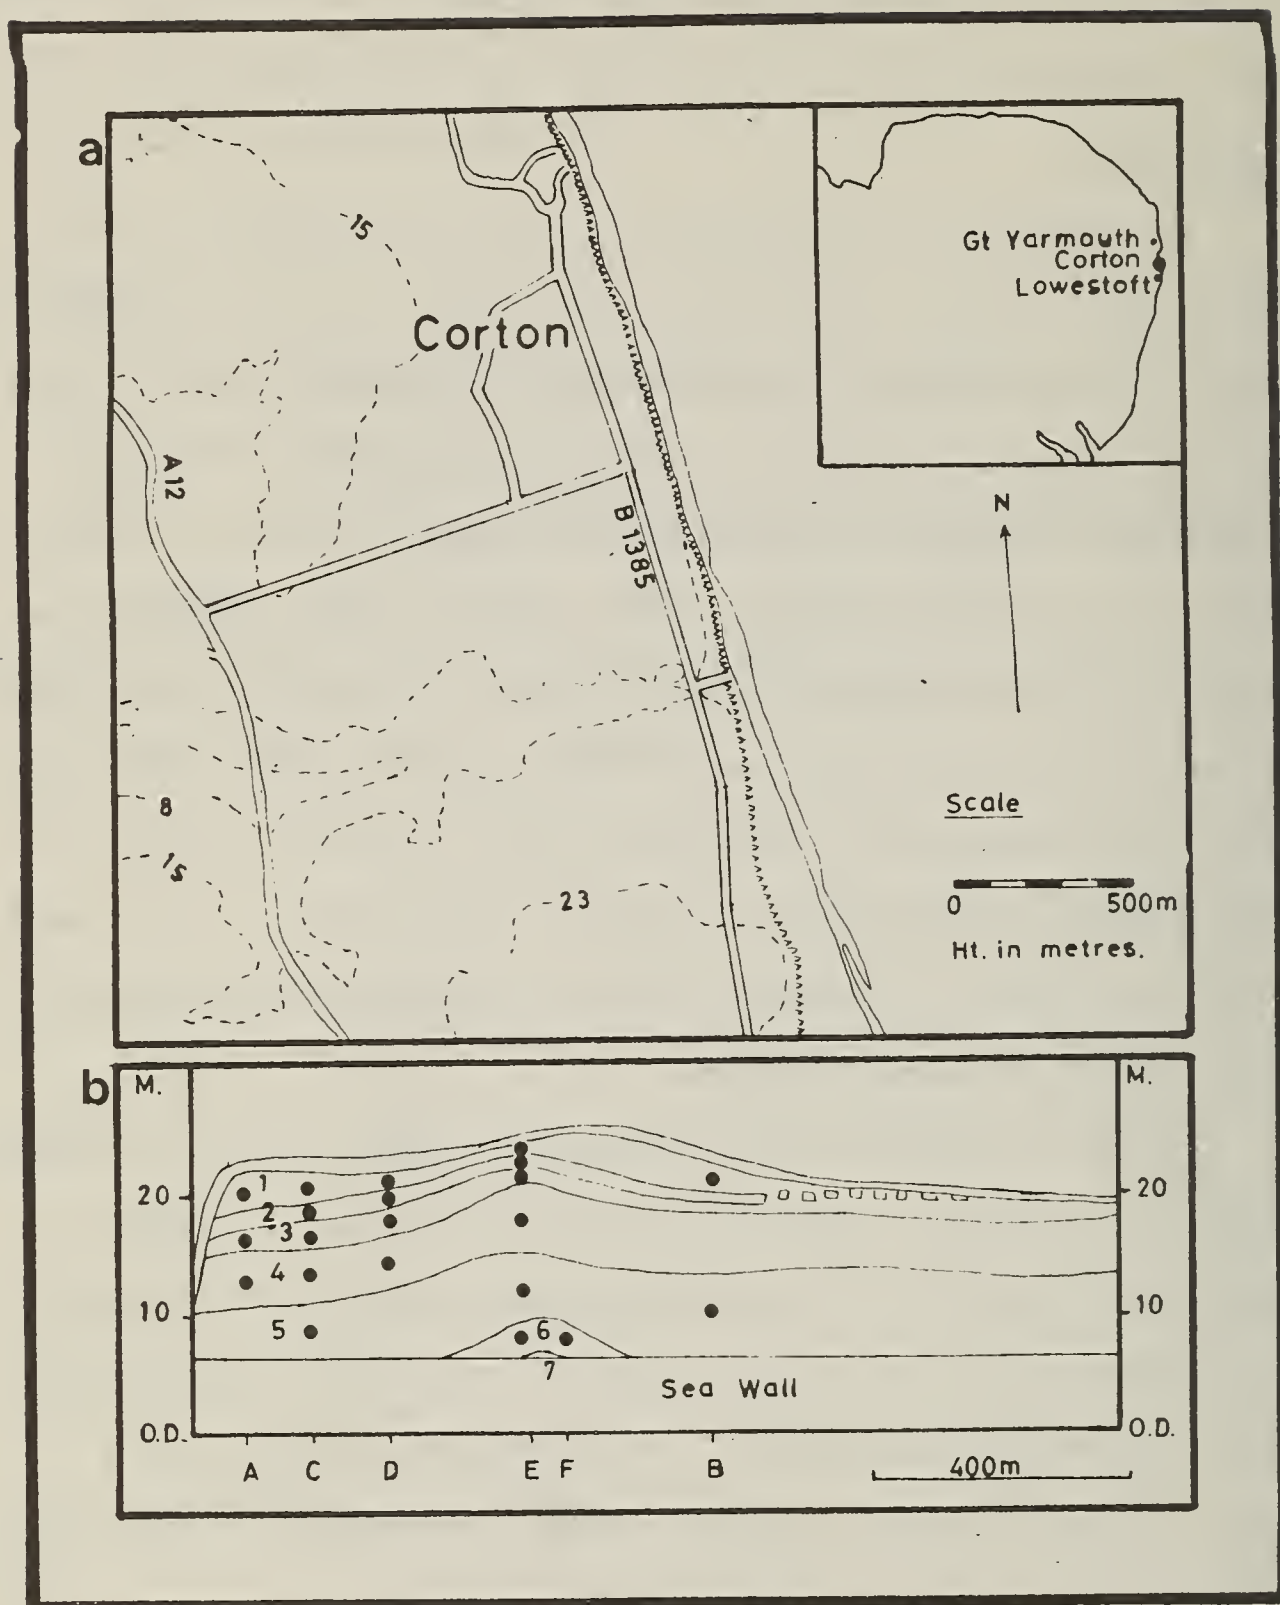 a
15
Corton
A12
B 1385
8
15
23
Gt Yarmouth
Corton
Lowestoft
N
Scale
0 500m
Ht. in metres.
b
M. M.
20 1 20
2
3
4
10 10
5 6
7
Sea Wall
O.D. O.D.
A C D E F B 400m